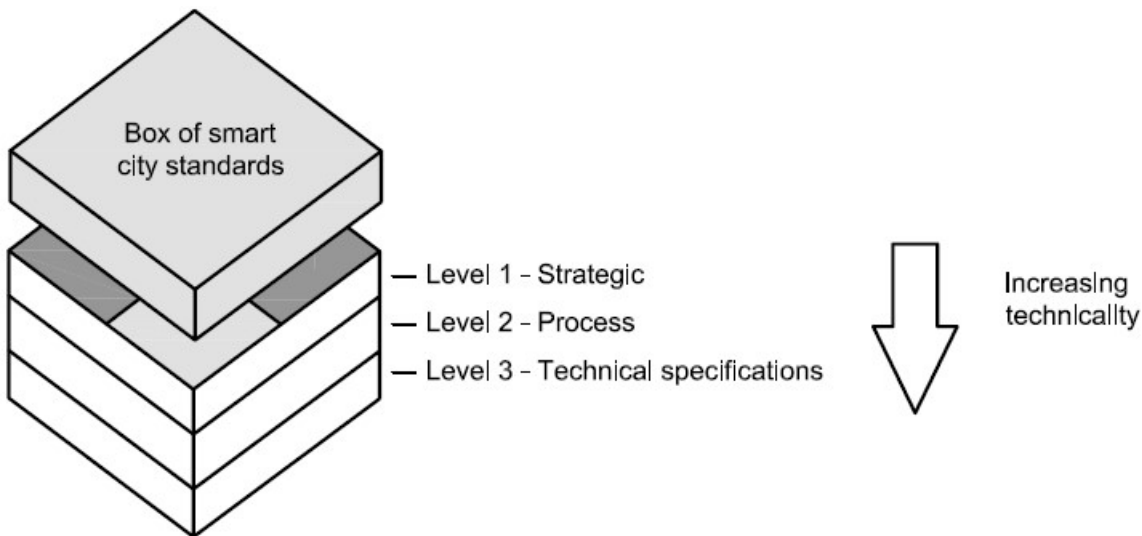 Box of smart
city standards
Level 1 - Strategic
Level 2 - Process
Level 3 - Technical specifications
Increasing
technicality